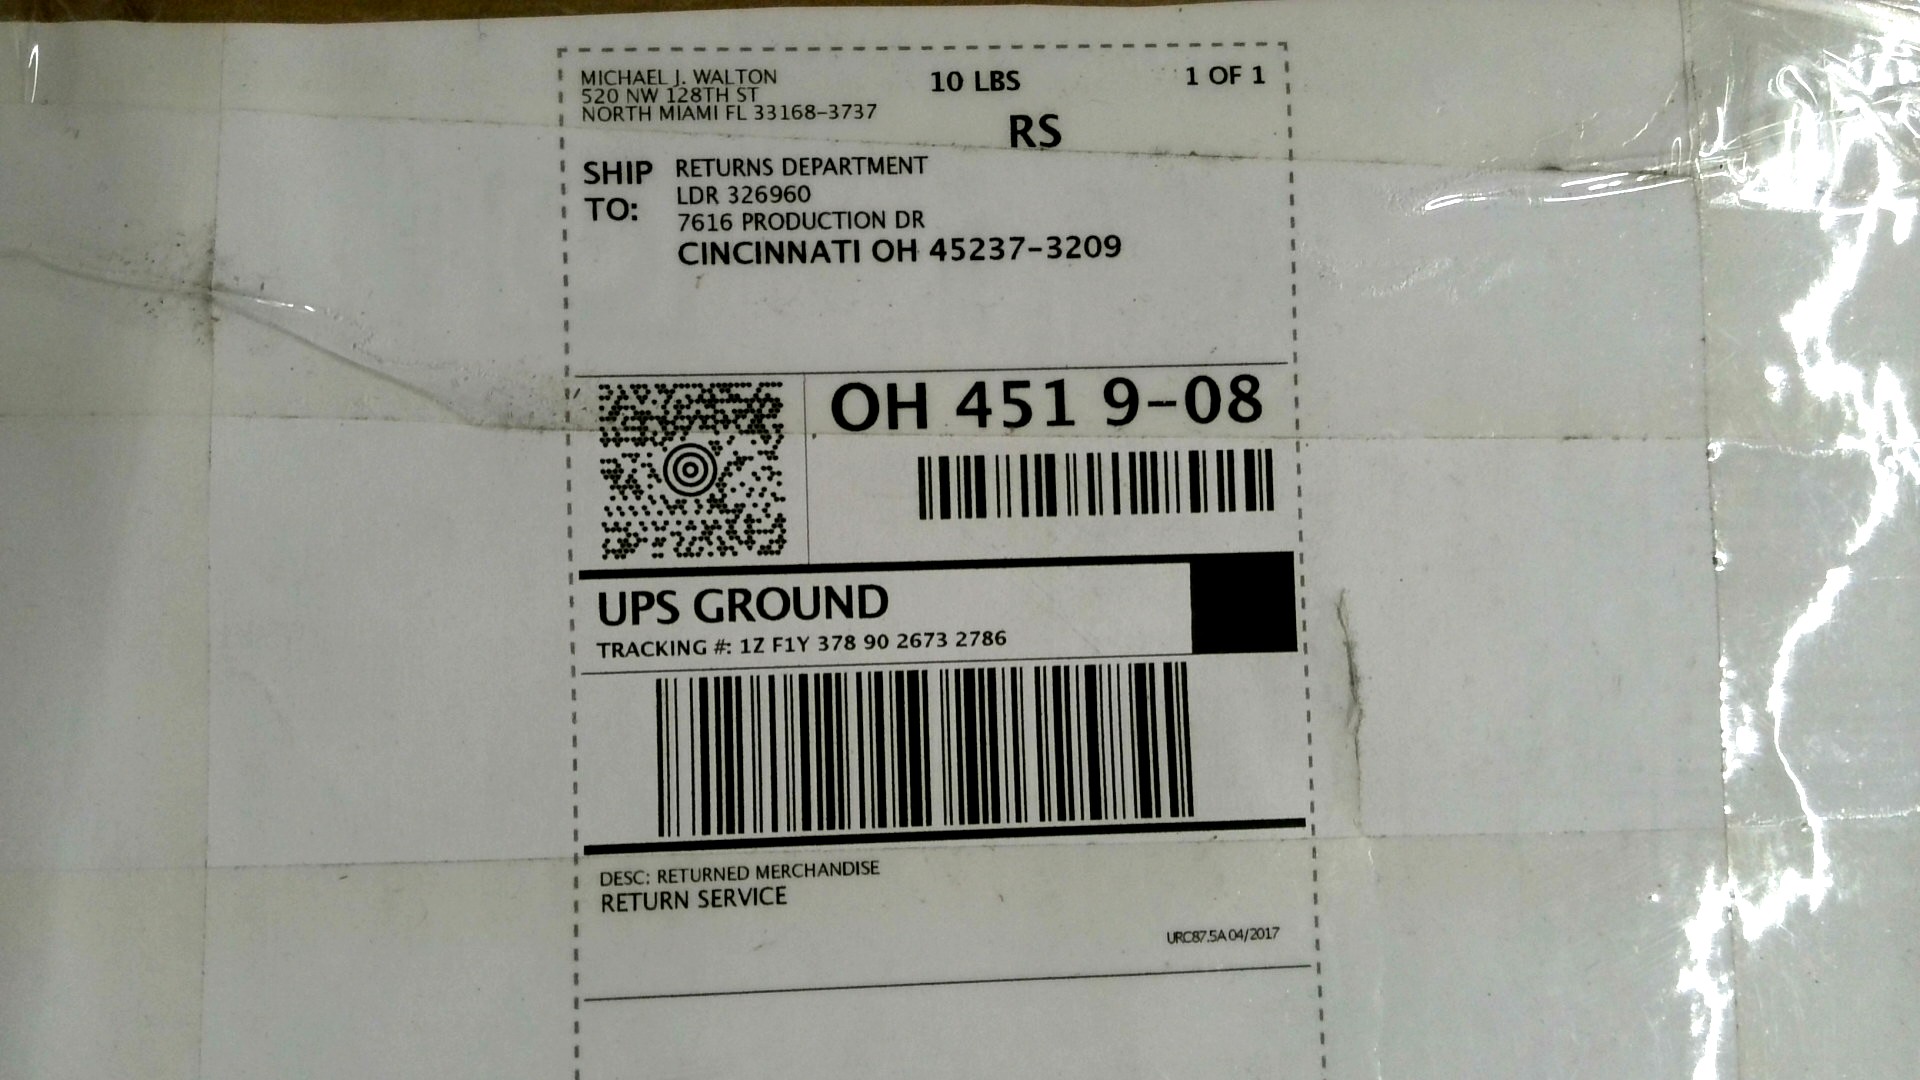 MICHAEL J. WALTON
520 NW 128TH ST
NORTH MIAMI FL 33168-3737
10 LBS
1 OF 1
RS
SHIP TO:
RETURNS DEPARTMENT
LDR 326960
7616 PRODUCTION DR
CINCINNATI OH 45237-3209
OH 451 9-08
UPS GROUND
TRACKING #: 1Z F1Y 378 90 2673 2786
DESC: RETURNED MERCHANDISE
RETURN SERVICE
URC87.5A 04/2017